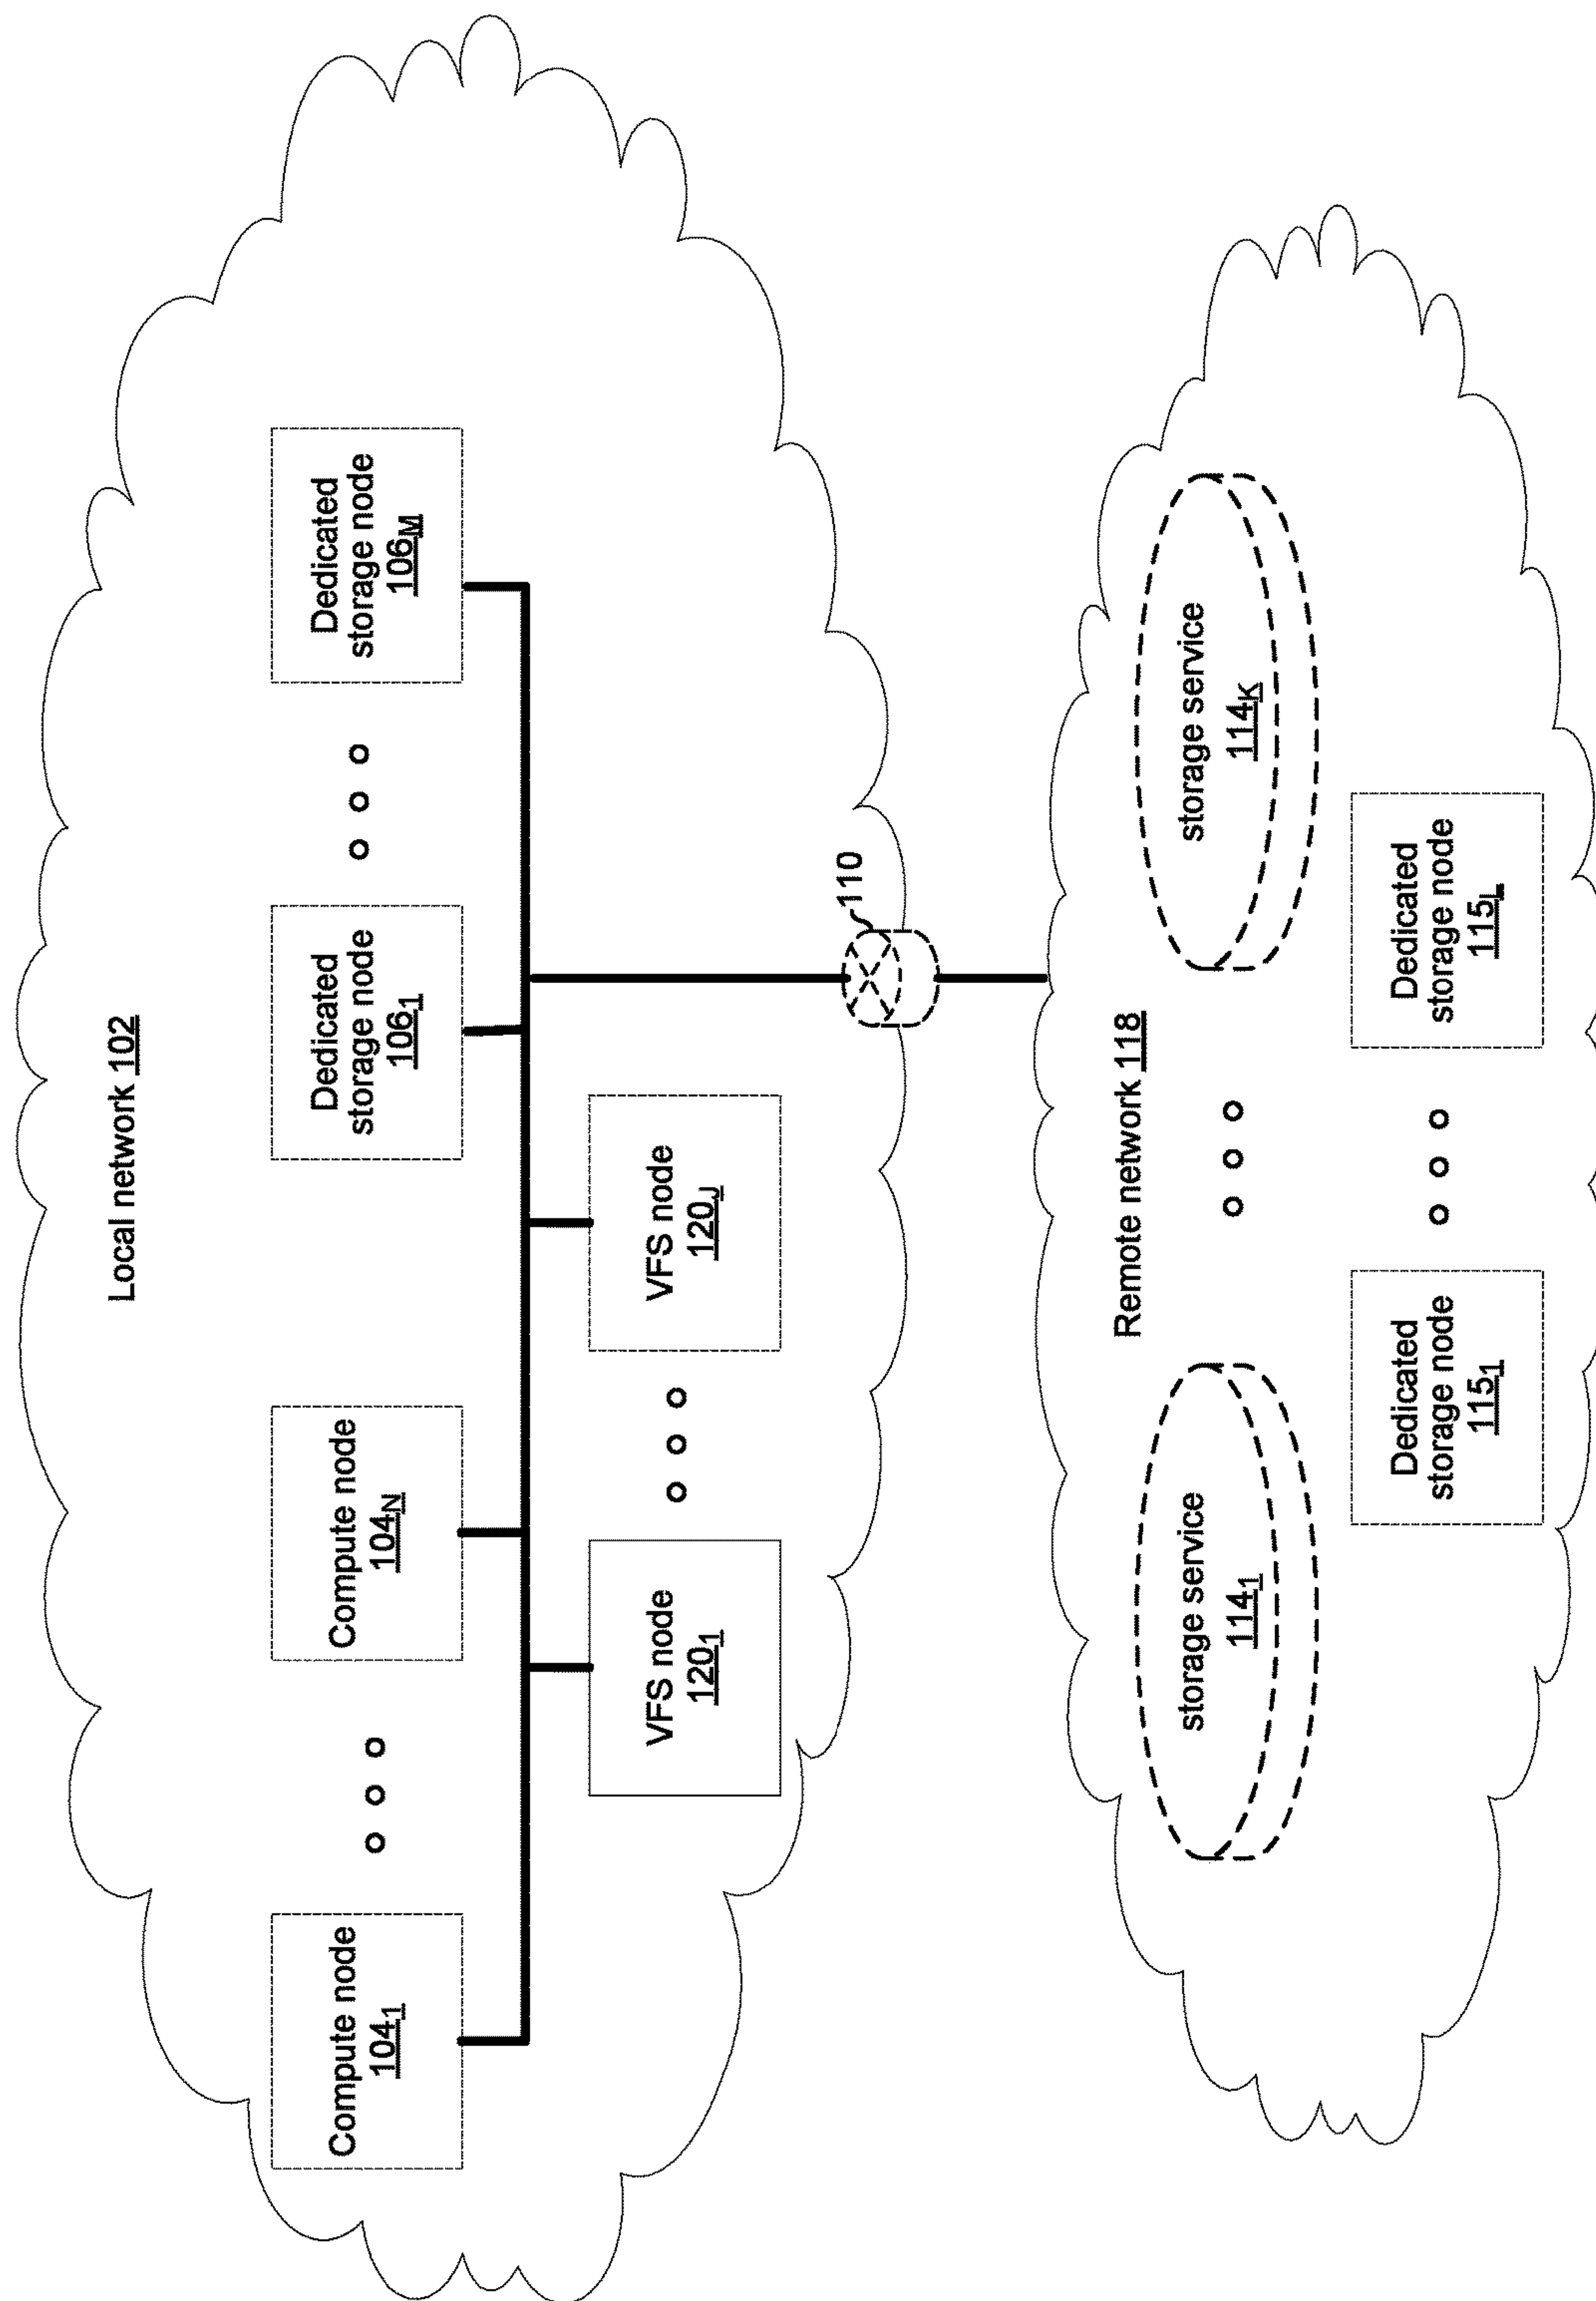 Local network 102
Compute node
104₁
Compute node
104N
Dedicated
storage node
106₁
Dedicated
storage node
106M
VFS node
120₁
VFS node
120J
110
Remote network 118
storage service
114₁
storage service
114K
Dedicated
storage node
115₁
Dedicated
storage node
115L